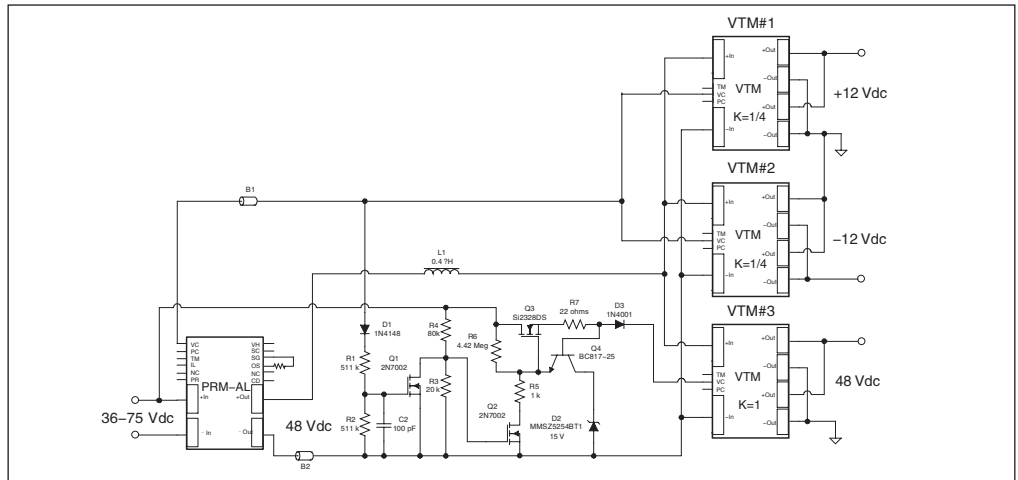 VTM#1
+In
+Out
−Out
TM
VC
PC
VTM
+Out
K=1/4
−In
−Out
+12 Vdc
VTM#2
+In
+Out
−Out
TM
VC
PC
VTM
+Out
K=1/4
−In
−Out
−12 Vdc
VTM#3
+In
+Out
−Out
TM
VC
PC
VTM
+Out
K=1
−In
−Out
48 Vdc
B1
L1
0.4 ?H
D1
1N4148
R4
80k
R6
4.42 Meg
Q3
Si2328DS
R7
22 ohms
D3
1N4001
Q4
BC817−25
R1
511 k
Q1
2N7002
R3
20 k
R5
1 k
R2
511 k
C2
100 pF
Q2
2N7002
D2
MMSZ5254BT1
15 V
VC
PC
TM
IL
NC
PR
VH
SC
SG
OS
NC
CD
PRM−AL
+In
+Out
− In
− Out
36−75 Vdc
48 Vdc
B2